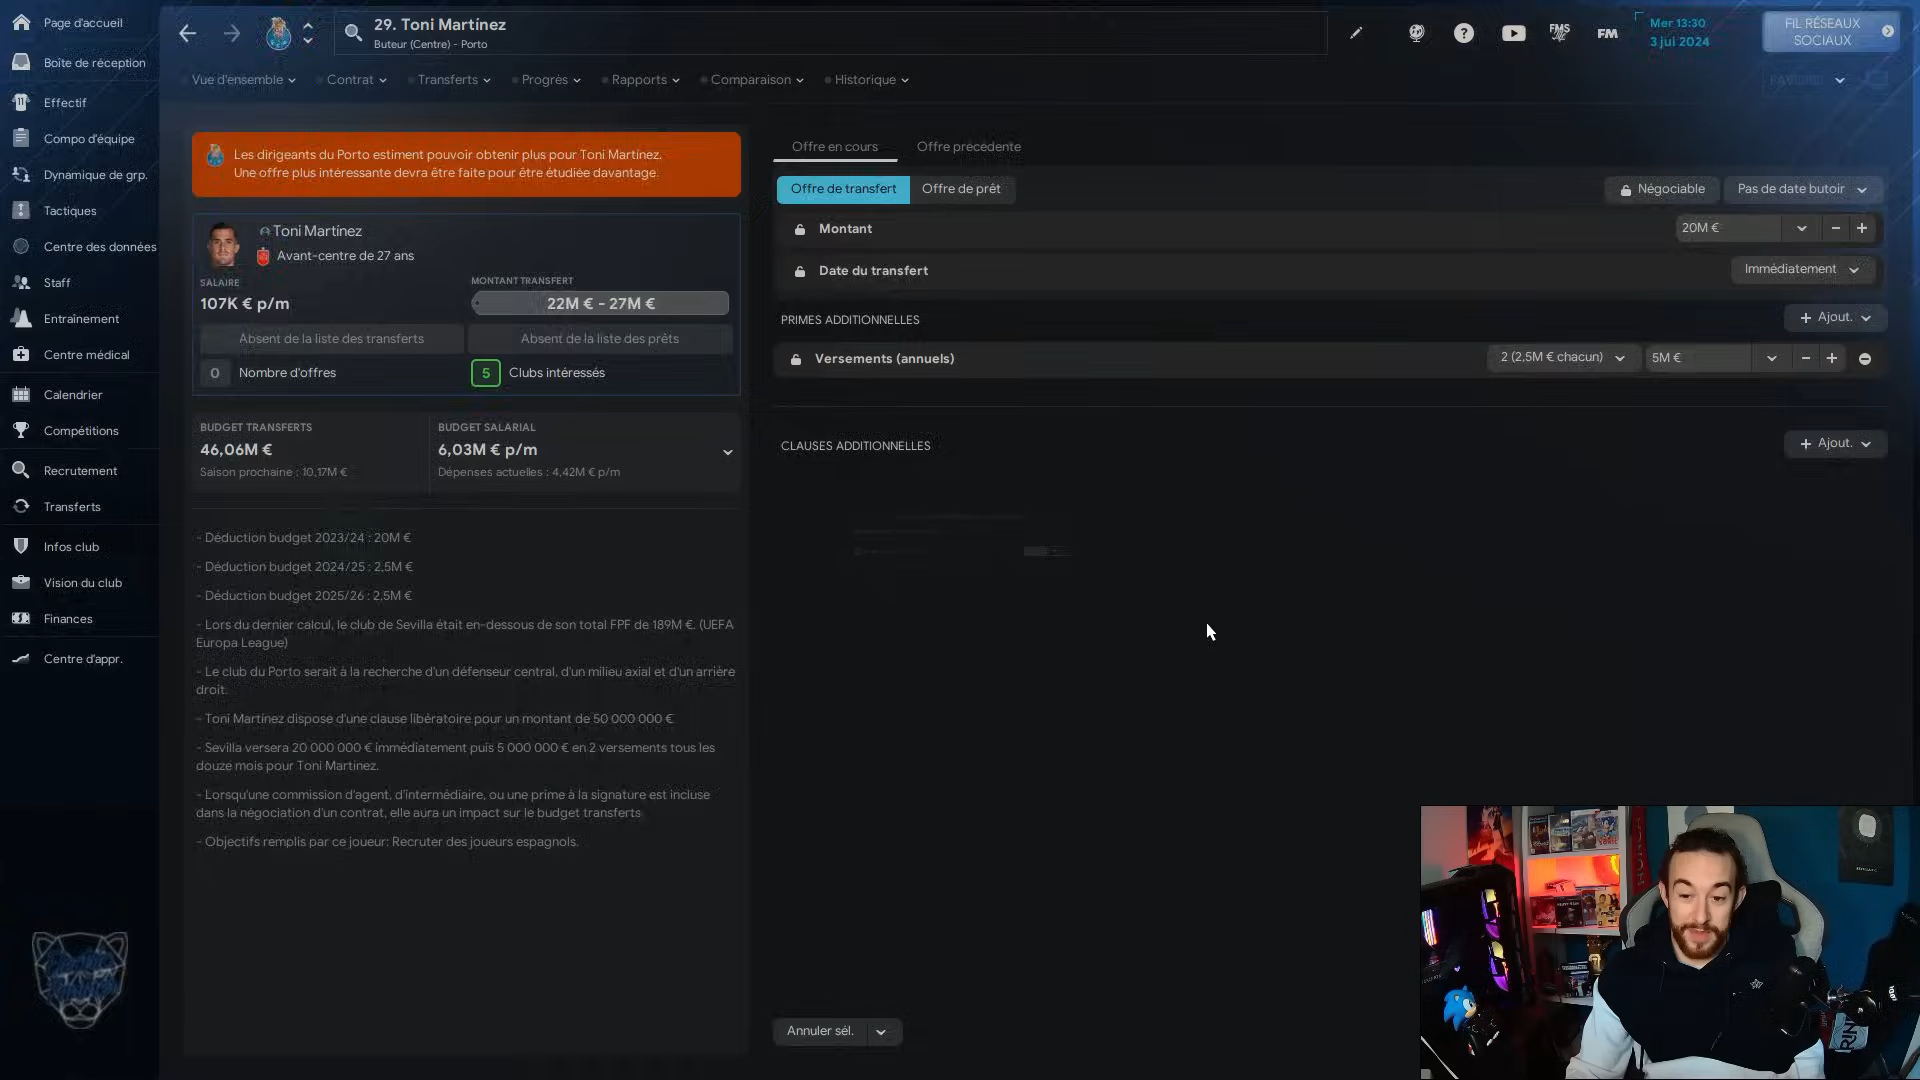 Page d'accueil
Boîte de réception
Effectif
Compo d'équipe
Dynamique de grp.
Tactiques
Centre des données
Staff
Entraînement
Centre médical
Calendrier
Compétitions
Recrutement
Transferts
Infos club
Vision du club
Finances
Centre d'appr.
29. Toni Martínez
Buteur (Centre) - Porto
FMS
FM
Mer 13:30
3 jul 2024
FIL RÉSEAUX
SOCIAUX
Vue d'ensemble
Contrat
Transferts
Progrès
Rapports
Comparaison
Historique
Les dirigeants du Porto estiment pouvoir obtenir plus pour Toni Martínez.
Une offre plus intéressante devra être faite pour être étudiée davantage.
Toni Martínez
Avant-centre de 27 ans
SALAIRE
107K € p/m
MONTANT TRANSFERT
22M € - 27M €
Absent de la liste des transferts
Absent de la liste des prêts
0 Nombre d'offres
5 Clubs intéressés
BUDGET TRANSFERTS
46,06M €
Saison prochaine : 10,17M €
BUDGET SALARIAL
6,03M € p/m
Dépenses actuelles : 4,42M € p/m
- Déduction budget 2023/24 : 20M €
- Déduction budget 2024/25 : 2,5M €
- Déduction budget 2025/26 : 2,5M €
- Lors du dernier calcul, le club de Sevilla était en-dessous de son total FPF de 189M €. (UEFA
Europa League)
- Le club du Porto serait à la recherche d'un défenseur central, d'un milieu axial et d'un arrière
droit.
- Toni Martínez dispose d'une clause libératoire pour un montant de 50 000 000 €.
- Sevilla versera 20 000 000 € immédiatement puis 5 000 000 € en 2 versements tous les
douze mois pour Toni Martínez.
- Lorsqu'une commission d'agent, d'intermédiaire, ou une prime à la signature est incluse
dans la négociation d'un contrat, elle aura un impact sur le budget transferts
- Objectifs remplis par ce joueur: Recruter des joueurs espagnols.
Offre en cours
Offre précédente
Offre de transfert
Offre de prêt
Négociable
Pas de date butoir
Montant
20M €
Date du transfert
Immédiatement
PRIMES ADDITIONNELLES
+ Ajout.
Versements (annuels)
2 (2,5M € chacun)
5M €
CLAUSES ADDITIONNELLES
+ Ajout.
Annuler sél.